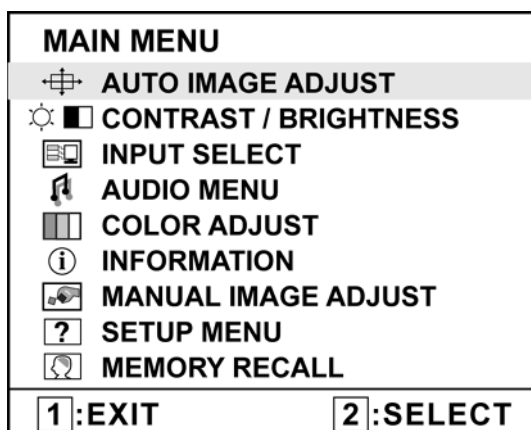 MAIN MENU
AUTO IMAGE ADJUST
CONTRAST / BRIGHTNESS
INPUT SELECT
AUDIO MENU
COLOR ADJUST
i INFORMATION
MANUAL IMAGE ADJUST
? SETUP MENU
MEMORY RECALL
1 :EXIT 2 :SELECT